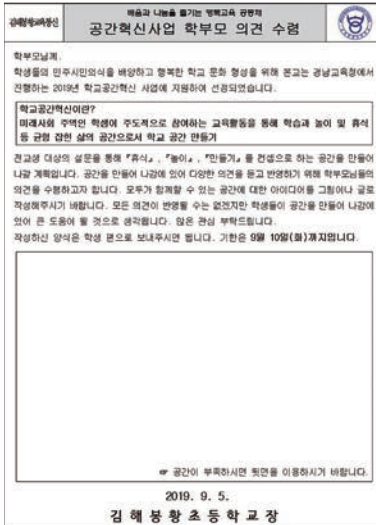 배움과 나눔을 즐기는 행복교육 공동체
공간혁신사업 학부모 의견 수렴
학부모님께.
학생들의 민주시민의식을 배양하고 행복한 학교 문화 형성을 위해 본교는 경남교육청에서
진행하는 2019년 학교공간혁신 사업에 지원하여 선정되었습니다.
학교공간혁신이란?
미래사회 주역인 학생이 주도적으로 참여하는 교육활동을 통해 학습과 놀이 및 휴식
등 균형 잡힌 삶의 공간으로서 학교 공간 만들기
전교생 대상의 설문을 통해 『휴식』, 『놀이』, 『만들기』 를 컨셉으로 하는 공간을 만들어
나갈 계획입니다. 공간을 만들어 나감에 있어 다양한 의견을 듣고 반영하기 위해 학부모님들의
의견을 수렴하고자 합니다. 모두가 함께할 수 있는 공간에 대한 아이디어를 그림이나 글로
작성해주시기 바랍니다. 모든 의견이 반영될 수는 없겠지만 학생들이 공간을 만들어 나감에
있어 큰 도움이 될 것으로 생각됩니다. 많은 관심 부탁드립니다.
작성하신 양식은 학생 편으로 보내주시면 됩니다. 기한은 9월 10일(화)까지입니다.
☞ 공간이 부족하시면 뒷면을 이용하시기 바랍니다.
2019. 9. 5.
김해봉황초등학교장